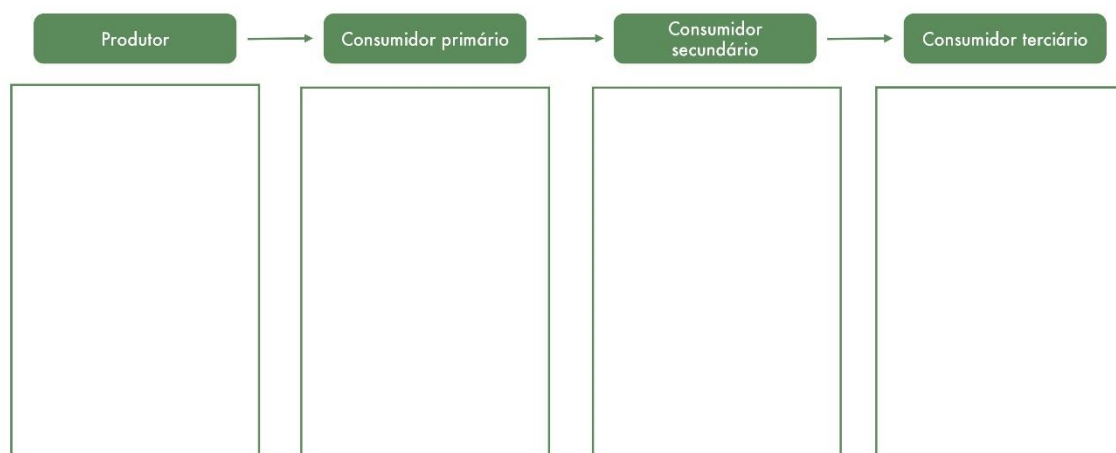 Produtor
Consumidor primário
Consumidor
secundário
Consumidor terciário